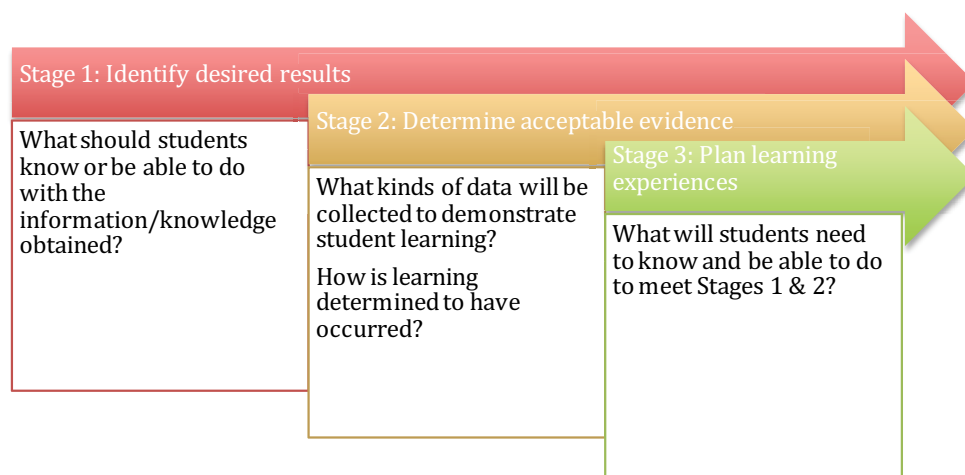 Stage 1: Identify desired results
What should students
know or be able to do
with the
information/knowledge
obtained?
Stage 2: Determine acceptable evidence
What kinds of data will be
collected to demonstrate
student learning?
How is learning
determined to have
occurred?
Stage 3: Plan learning
experiences
What will students need
to know and be able to do
to meet Stages 1 & 2?